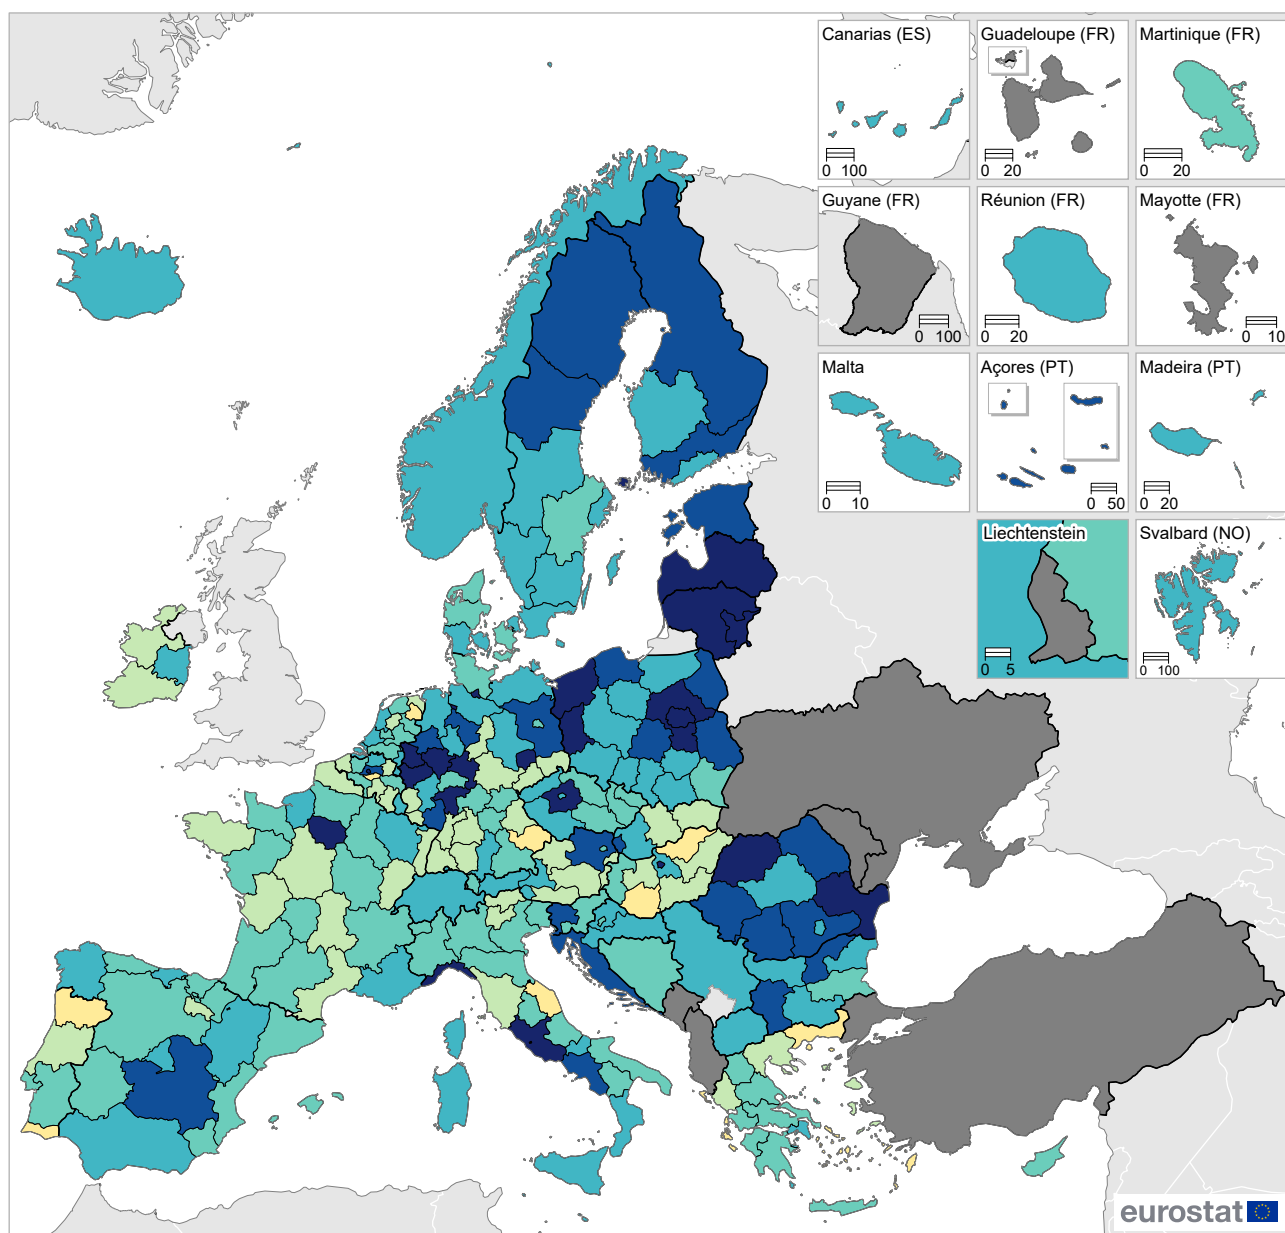 Canarias (ES)
0 100
Guadeloupe (FR)
0 20
Martinique (FR)
0 20
Guyane (FR)
0 100
Réunion (FR)
0 20
Mayotte (FR)
0 10
Malta
0 10
Açores (PT)
0 50
Madeira (PT)
0 20
Liechtenstein
0 5
Svalbard (NO)
0 100
eurostat